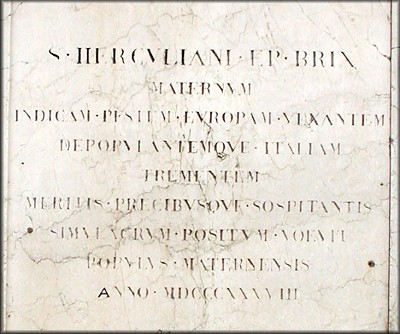 S · HERCVLIANI · EP · BRIX
MATERNVM
INDICAM · PESTEM · EVROPAM · VEXANTEM
DEPOPVLANTEMQVE · ITALIAM
FREMENTEM
MERITIS · PRECIBVSQVE · SOSPITANTIS
SIMVLACRVM · POSITVM · VOLVIT
POPVLVS · MATERNENSIS
ANNO · MDCCCXXXVIII